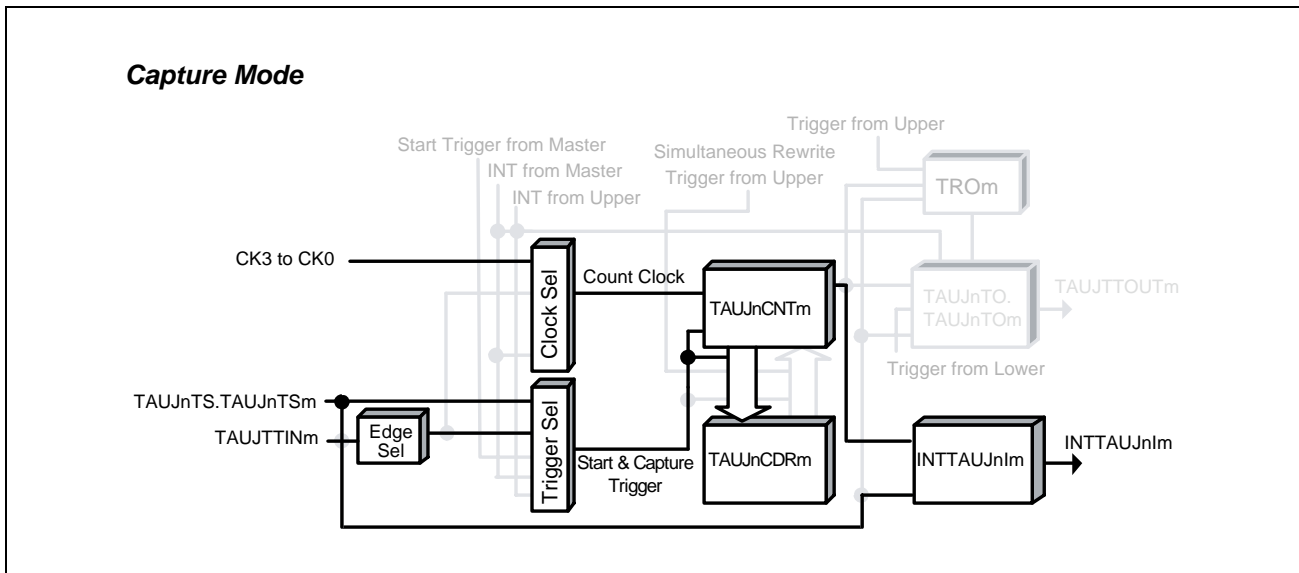 Capture Mode
Trigger from Upper
Start Trigger from Master
Simultaneous Rewrite
Trigger from Upper
INT from Master
INT from Upper
TROm
CK3 to CK0
Clock Sel
Count Clock
TAUJnCNTm
TAUJnTO.
TAUJnTOm
TAUJTTOUTm
Trigger from Lower
TAUJnTS.TAUJnTSm
TAUJTTINm
Edge
Sel
Trigger Sel
Start & Capture
Trigger
TAUJnCDRm
INTTAUJnIm
INTTAUJnIm